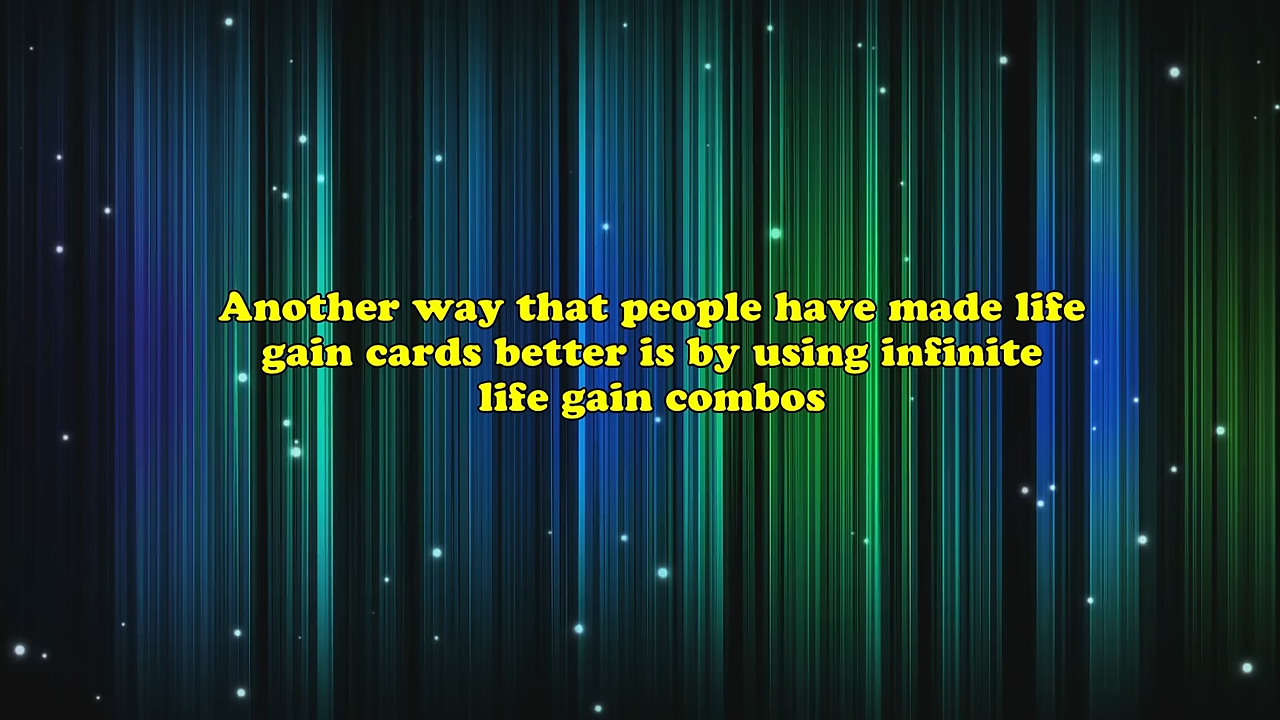 Another way that people have made life
gain cards better is by using infinite
life gain combos